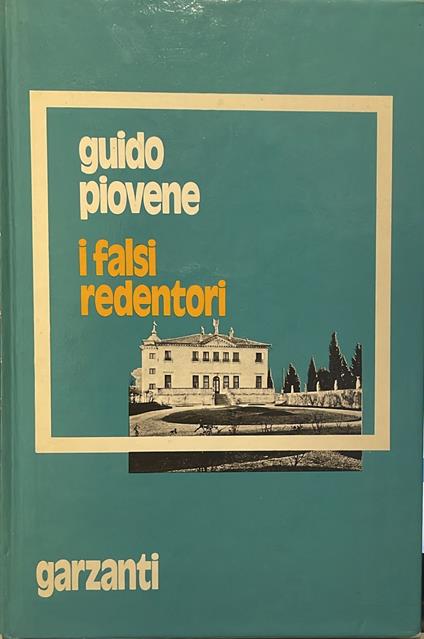 guido
piovene
i falsi
redentori
garzanti